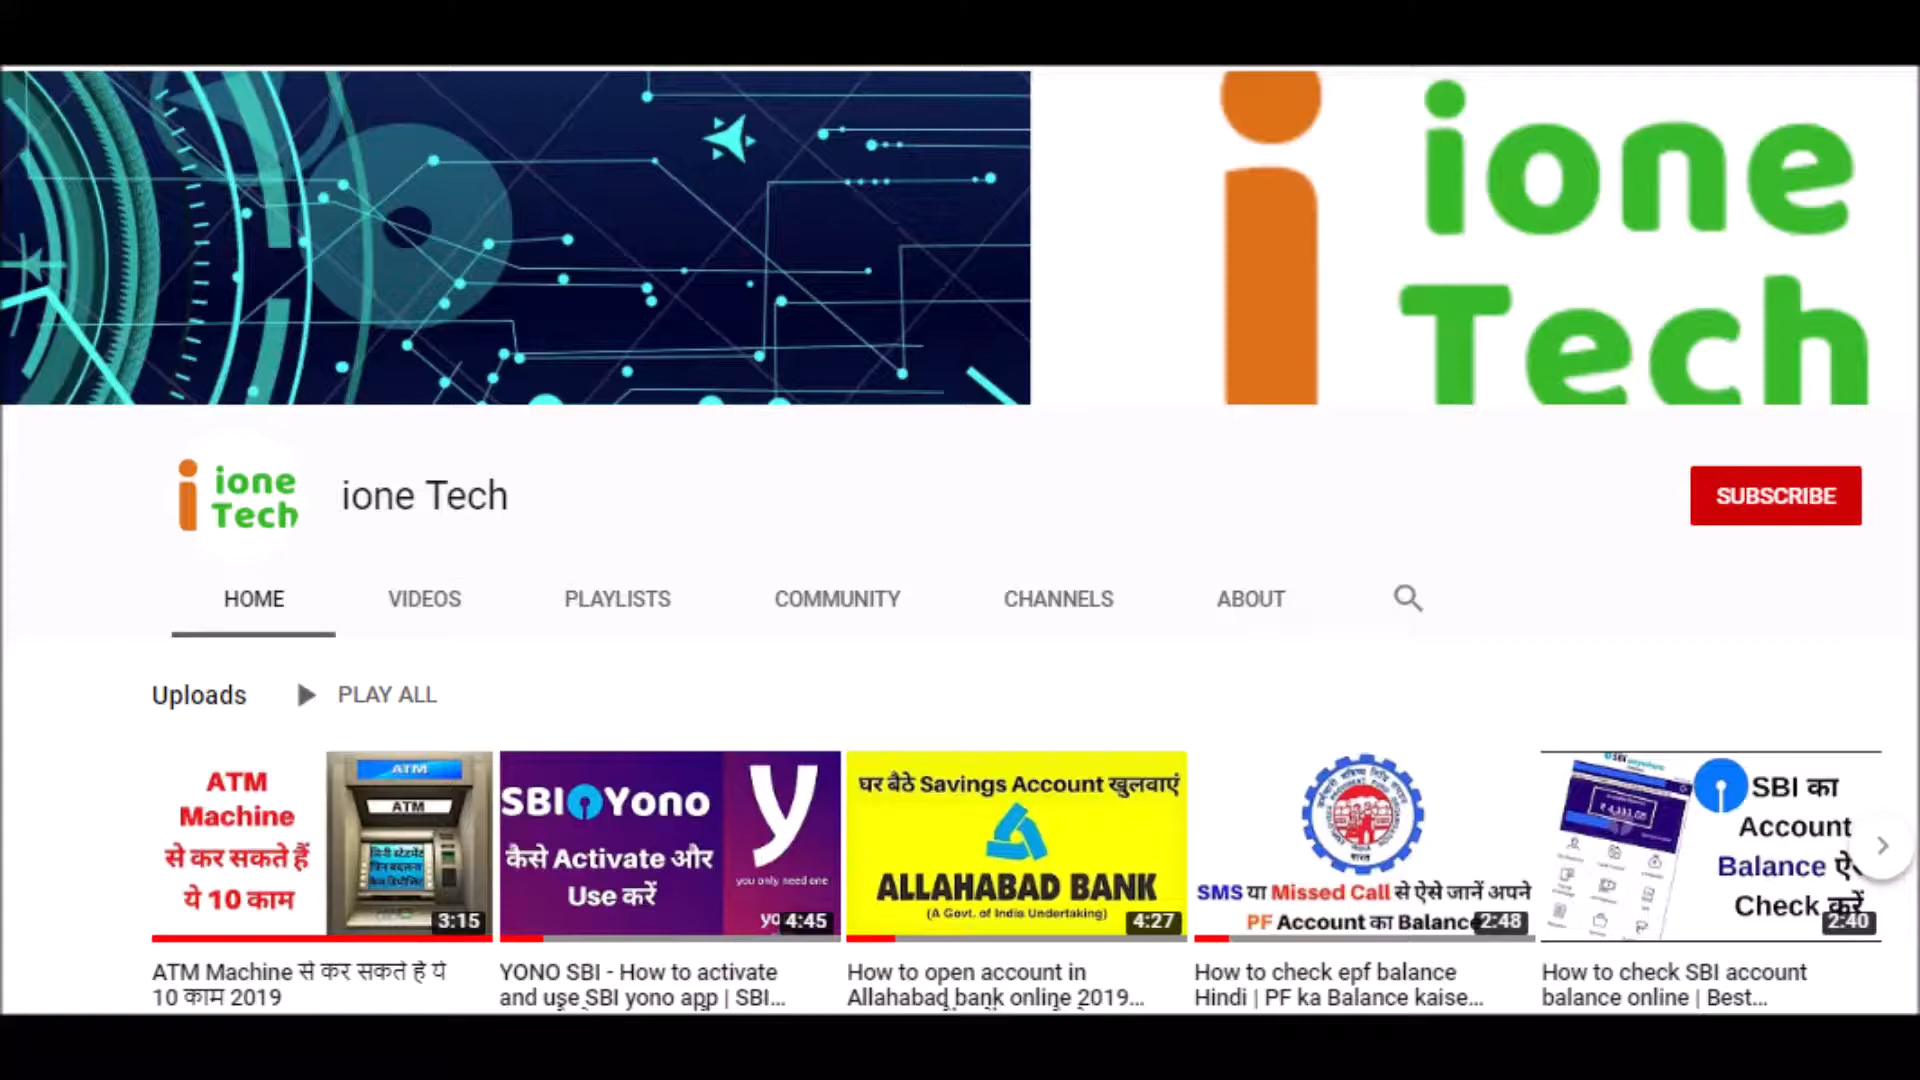 ione
Tech
ione
Tech
ione Tech
SUBSCRIBE
HOME
VIDEOS
PLAYLISTS
COMMUNITY
CHANNELS
ABOUT
Uploads
PLAY ALL
ATM
Machine
से कर सकते हैं
ये 10 काम
ATM
ATM
3:15
SBI Yono
कैसे Activate और
Use करें
y
you only need one
yo
4:45
घर बैठे Savings Account खुलवाएं
ALLAHABAD BANK
(A Govt. of India Undertaking)
4:27
SMS या Missed Call से ऐसे जानें अपने
PF Account का Balance
2:48
SBI का
Account
Balance ऐ
Check करें
2:40
ATM Machine से कर सकते है ये
10 काम 2019
YONO SBI - How to activate
and use SBI yono app | SBI...
How to open account in
Allahabad bank online 2019...
How to check epf balance
Hindi | PF ka Balance kaise...
How to check SBI account
balance online | Best...